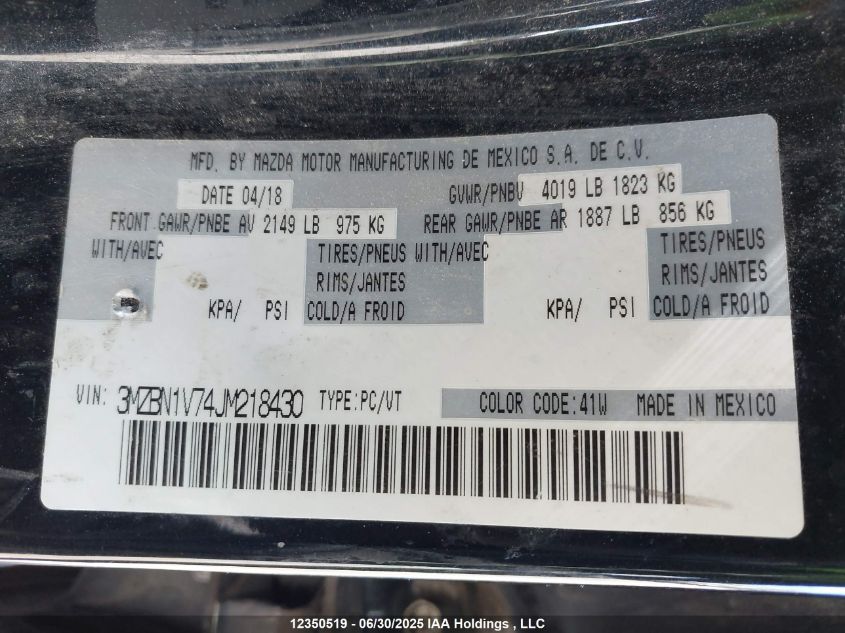 MFD. BY MAZDA MOTOR MANUFACTURING DE MEXICO S.A. DE C.V.
DATE 04/18 GVWR/PNBV 4019 LB 1823 KG
FRONT GAWR/PNBE AV 2149 LB 975 KG REAR GAWR/PNBE AR 1887 LB 856 KG
WITH/AVEC TIRES/PNEUS WITH/AVEC TIRES/PNEUS
RIMS/JANTES RIMS/JANTES
KPA/ PSI COLD/A FROID KPA/ PSI COLD/A FROID
VIN: 3MZBN1V74JM218430 TYPE:PC/VT COLOR CODE:41W MADE IN MEXICO
12350519 - 06/30/2025 IAA Holdings , LLC